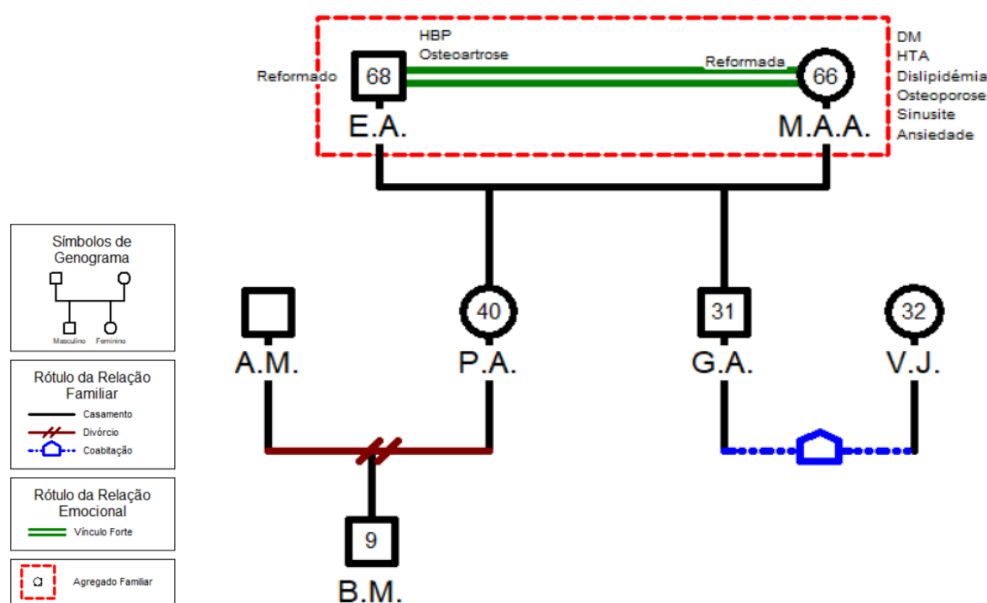 HBP
Osteoartrose
Reformado
68
Reformada
66
E.A.
M.A.A.
DM
HTA
Dislipidémia
Osteoporose
Sinusite
Ansiedade
Símbolos de
Genograma
Masculino
Feminino
Rótulo da Relação
Familiar
Casamento
Divórcio
Coabitação
Rótulo da Relação
Emocional
Vínculo Forte
Agregado Familiar
40
31
32
A.M.
P.A.
G.A.
V.J.
9
B.M.